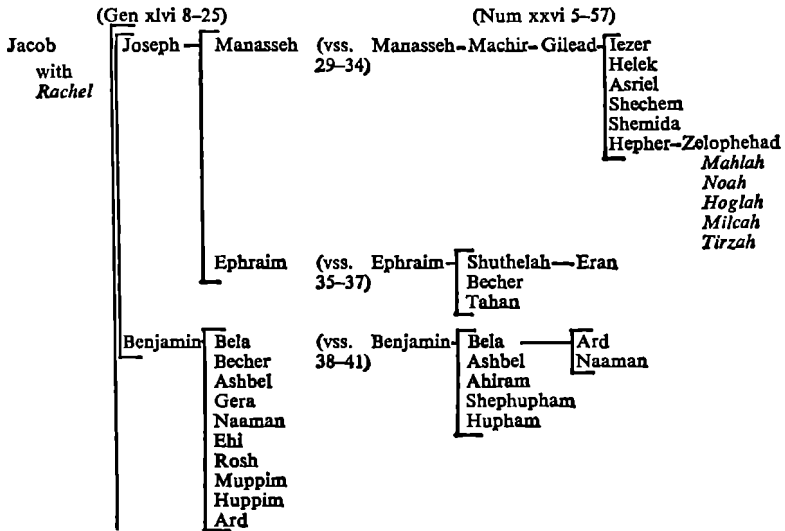 (Gen xlvi 8–25) (Num xxvi 5–57)
Jacob Joseph Manasseh (vss. Manasseh Machir Gilead Iezer
with 29–34) Helek
Rachel Asriel
Shechem
Shemida
Hepher Zelophehad
Mahlah
Noah
Hoglah
Milcah
Tirzah
Ephraim (vss. Ephraim Shuthelah Eran
35–37) Becher
Tahan
Benjamin Bela (vss. Benjamin Bela Ard
Becher 38–41) Ashbel Naaman
Ashbel Ahiram
Gera Shephupham
Naaman Hupham
Ehi
Rosh
Muppim
Huppim
Ard